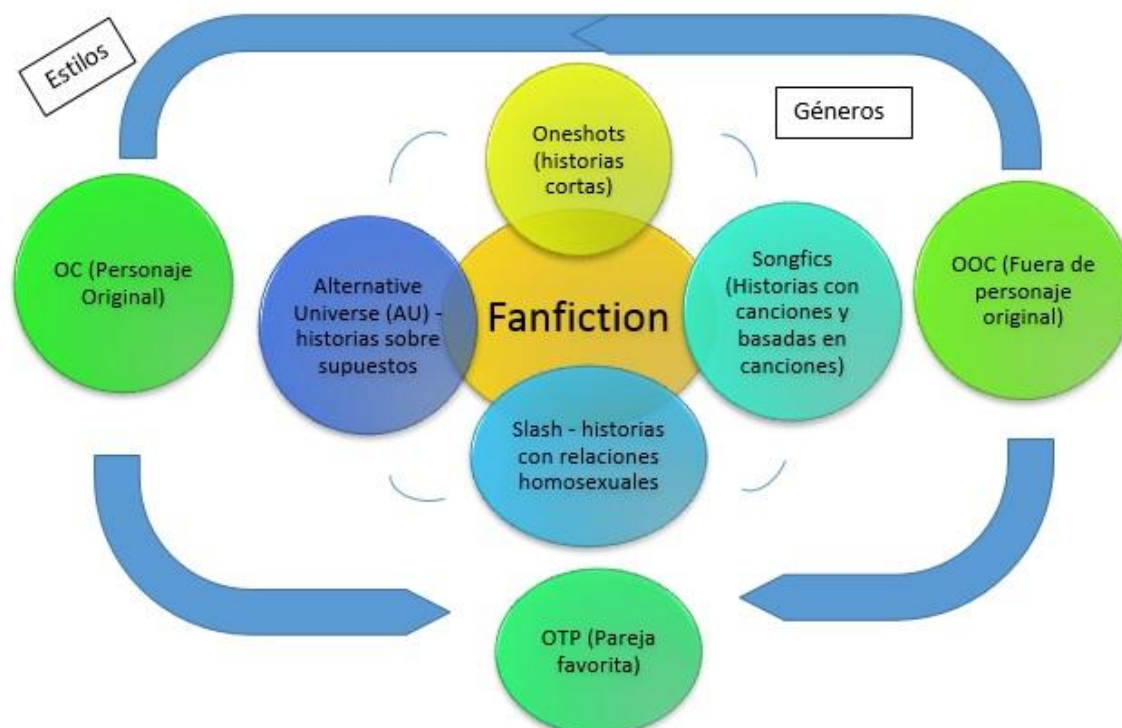 Estilos
Géneros
Oneshots
(historias
cortas)
OC (Personaje
Original)
Alternative
Universe (AU) -
historias sobre
supuestos
Fanfiction
Songfics
(Historias con
canciones y
basadas en
canciones)
OOC (Fuera de
personaje
original)
Slash - historias
con relaciones
homosexuales
OTP (Pareja
favorita)